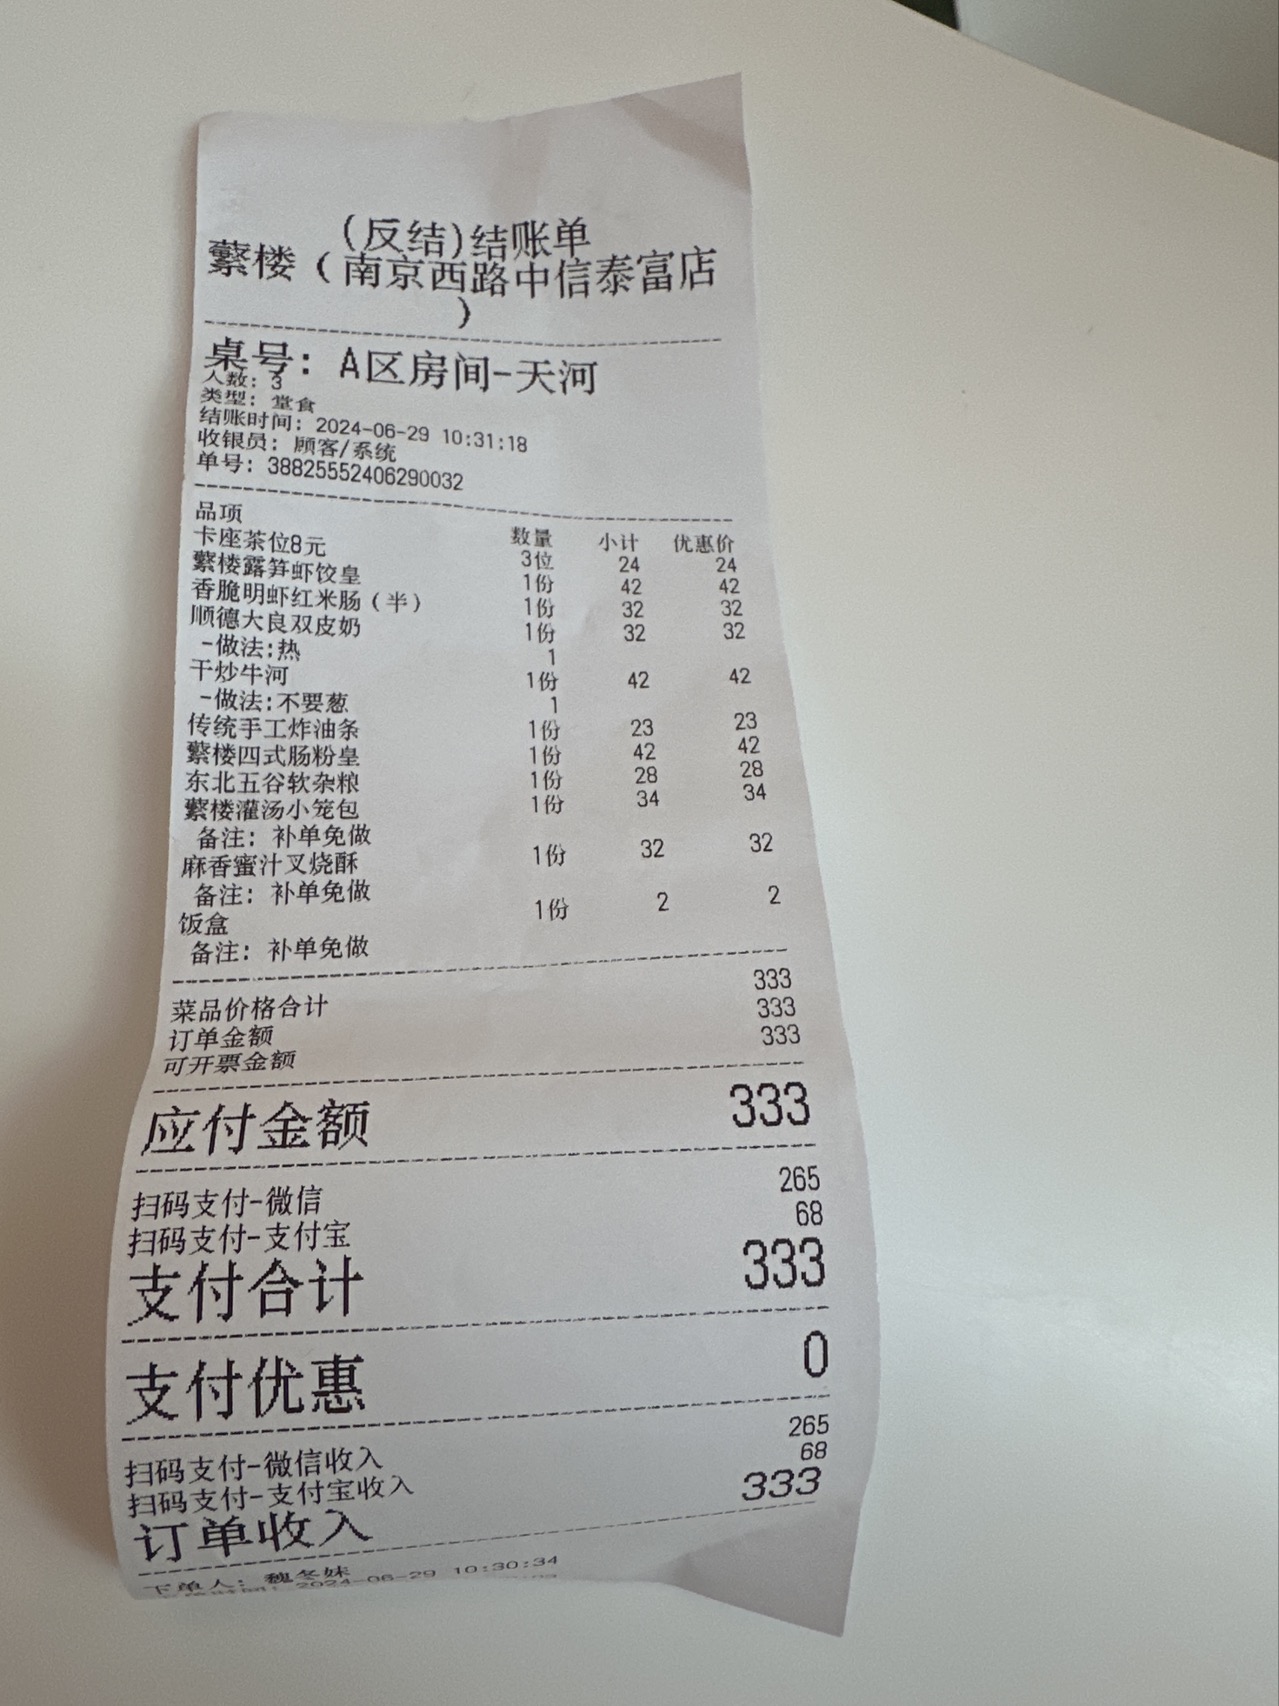 (反结)结账单
蘩楼（南京西路中信泰富店
）
桌号: A区房间-天河
人数: 3
类型: 堂食
结账时间: 2024-06-29 10:31:18
收银员: 顾客/系统
单号: 38825552406290032
品项 数量 小计 优惠价
卡座茶位8元 3位 24 24
蘩楼露笋虾饺皇 1份 42 42
香脆明虾红米肠（半） 1份 32 32
顺德大良双皮奶 1份 32 32
-做法:热 1
干炒牛河 1份 42 42
-做法:不要葱 1
传统手工炸油条 1份 23 23
蘩楼四式肠粉皇 1份 42 42
东北五谷软杂粮 1份 28 28
蘩楼灌汤小笼包 1份 34 34
备注: 补单免做
麻香蜜汁叉烧酥 1份 32 32
备注: 补单免做
饭盒 1份 2 2
备注: 补单免做
菜品价格合计 333
订单金额 333
可开票金额 333
应付金额 333
扫码支付-微信 265
扫码支付-支付宝 68
支付合计 333
支付优惠 0
扫码支付-微信收入 265
扫码支付-支付宝收入 68
订单收入 333
下单人: 魏冬妹
2024-06-29 10:30:34